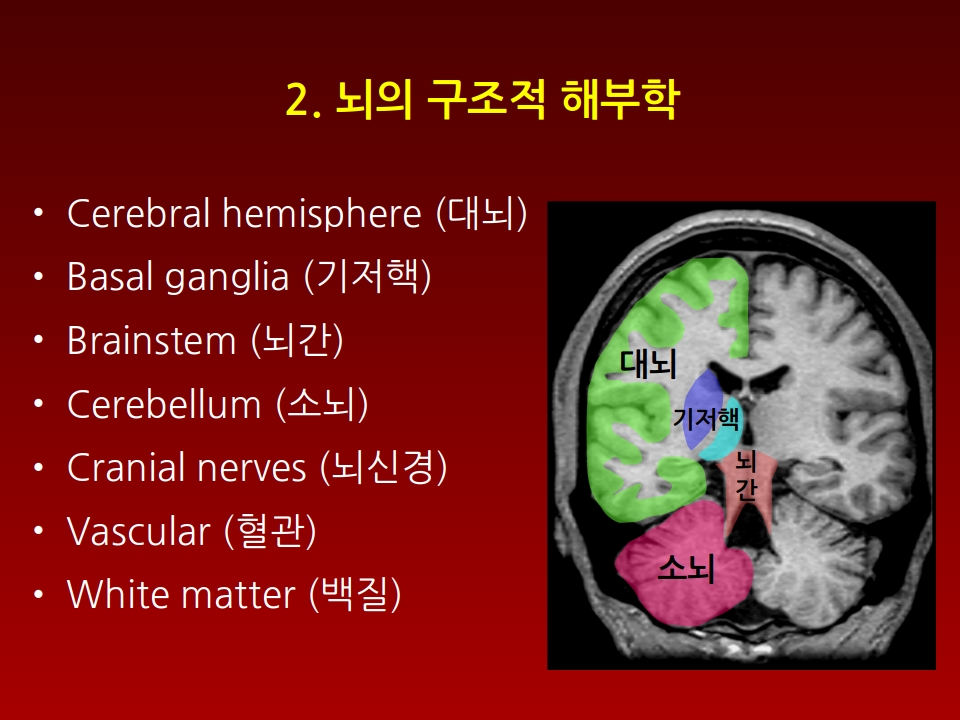 2. 뇌의 구조적 해부학
• Cerebral hemisphere (대뇌)
• Basal ganglia (기저핵)
• Brainstem (뇌간)
• Cerebellum (소뇌)
• Cranial nerves (뇌신경)
• Vascular (혈관)
• White matter (백질)
대뇌
기저핵
뇌
간
소뇌